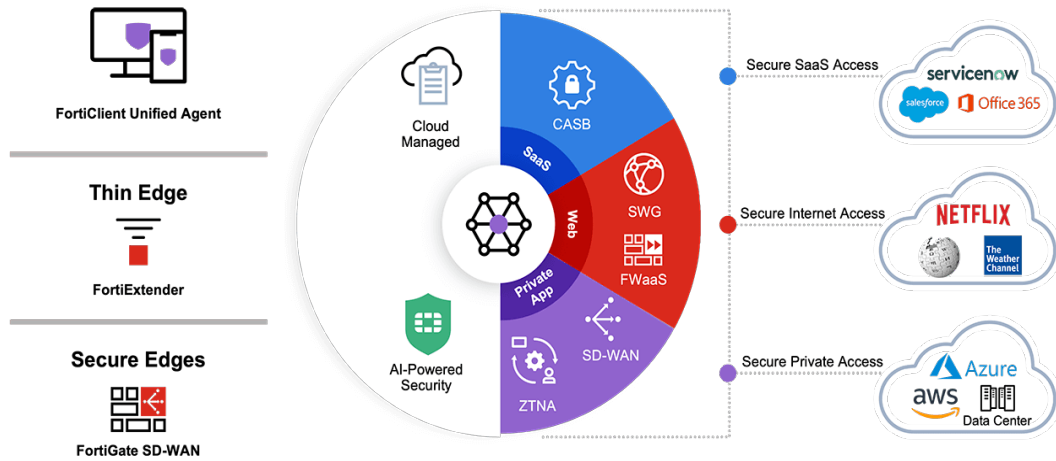 FortiClient Unified Agent
Thin Edge
FortiExtender
Secure Edges
FortiGate SD-WAN
Cloud
Managed
AI-Powered
Security
CASB
SaaS
SWG
Web
FWaaS
Private
App
SD-WAN
ZTNA
Secure SaaS Access
servicenow
salesforce
Office 365
Secure Internet Access
NETFLIX
The
Weather
Channel
Secure Private Access
Azure
aws
Data Center